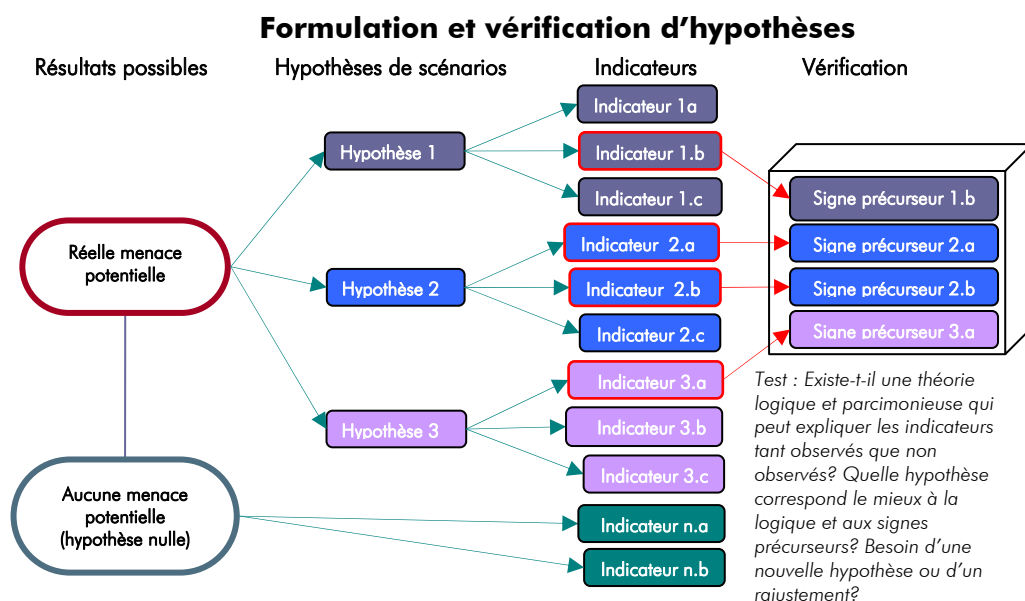 Formulation et vérification d'hypothèses
Résultats possibles
Hypothèses de scénarios
Indicateurs
Vérification
Réelle menace
potentielle
Aucune menace
potentielle
(hypothèse nulle)
Hypothèse 1
Hypothèse 2
Hypothèse 3
Indicateur 1a
Indicateur 1.b
Indicateur 1.c
Indicateur 2.a
Indicateur 2.b
Indicateur 2.c
Indicateur 3.a
Indicateur 3.b
Indicateur 3.c
Indicateur n.a
Indicateur n.b
Signe précurseur 1.b
Signe précurseur 2.a
Signe précurseur 2.b
Signe précurseur 3.a
Test : Existe-t-il une théorie
logique et parcimonieuse qui
peut expliquer les indicateurs
tant observés que non
observés? Quelle hypothèse
correspond le mieux à la
logique et aux signes
précurseurs? Besoin d'une
nouvelle hypothèse ou d'un
rajustement?